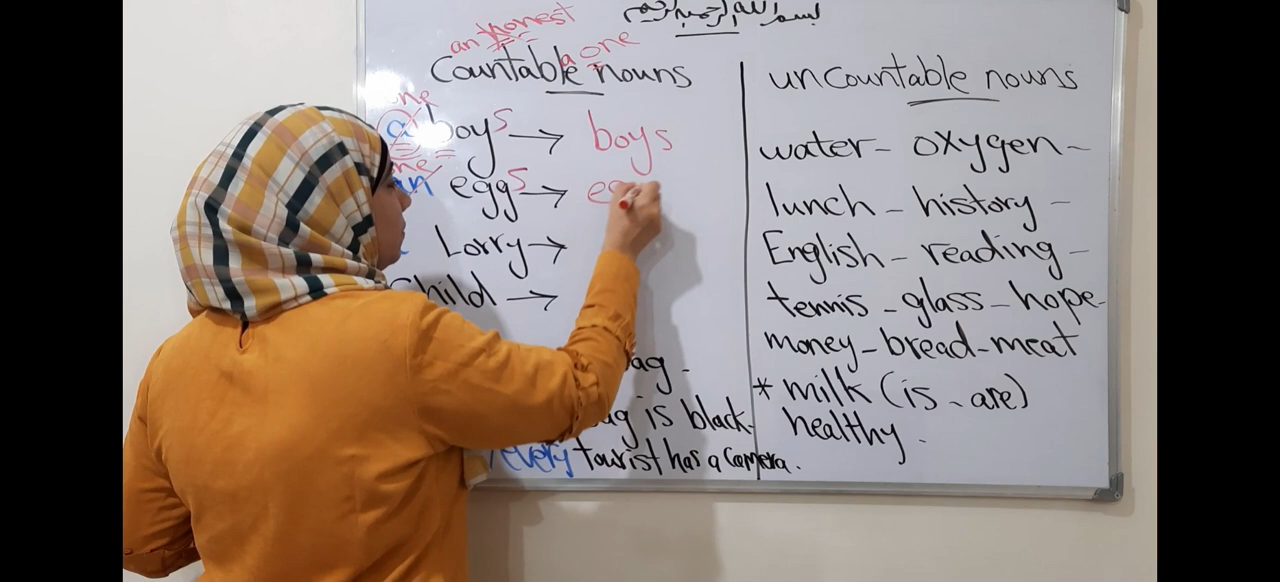 بسم الله الرحمن الرحيم
an honest
a one
Countable nouns
a boys → boys
an eggs →
Lorry →
Child →
is black.
every tourist has a camera.
uncountable nouns
water - oxygen -
lunch - history -
English - reading -
tennis - glass - hope -
money - bread - meat
* milk (is - are)
healthy.